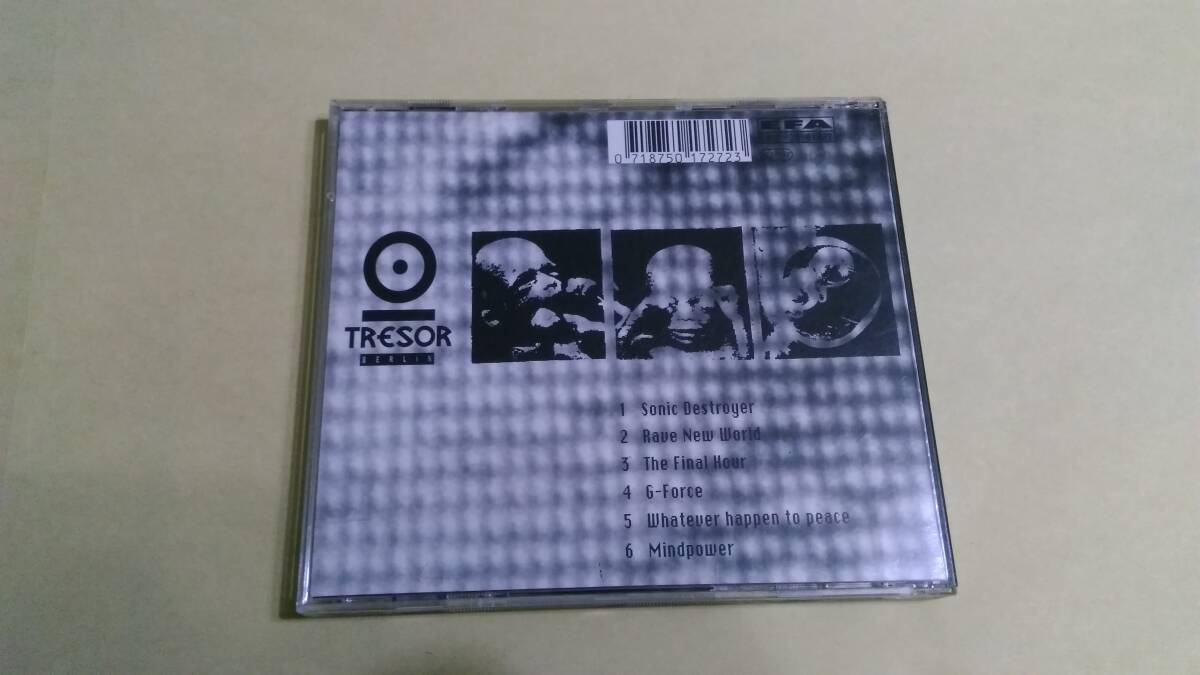 EFA
0 718750 172723
TRESOR
BERLIN
1 Sonic Destroyer
2 Rave New World
3 The Final Hour
4 G-Force
5 Whatever happen to peace
6 Mindpower